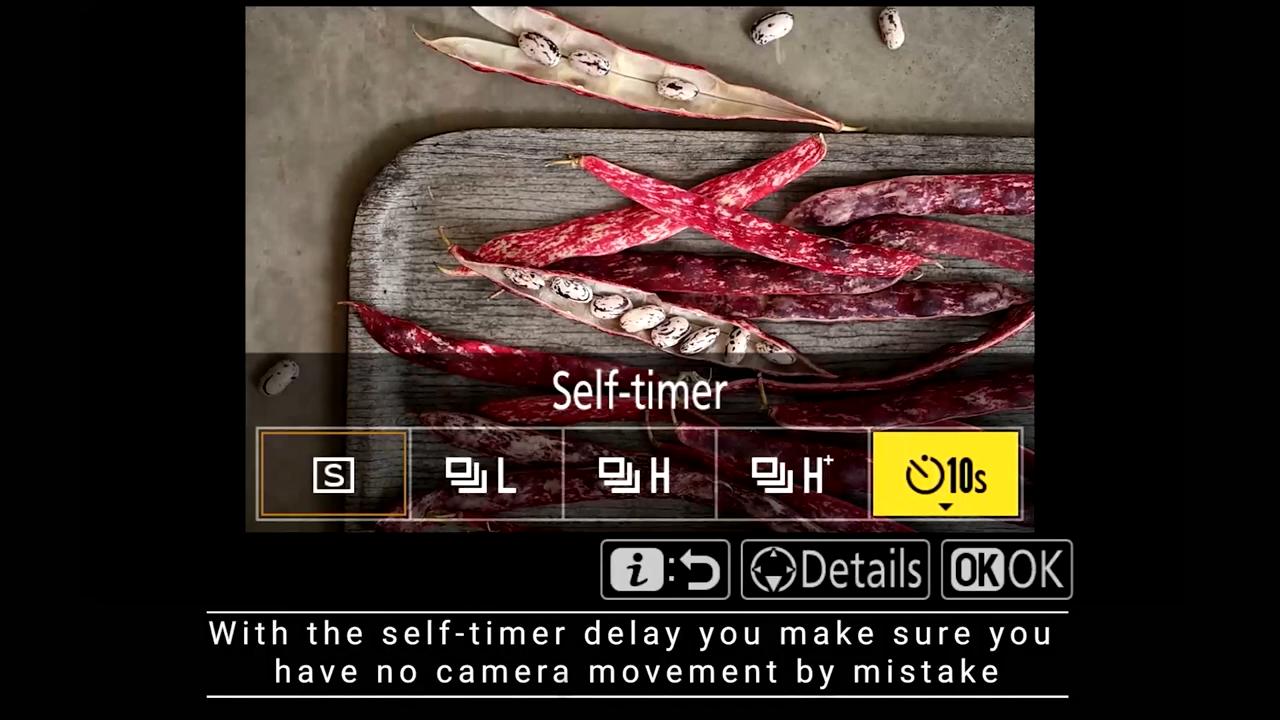 Self-timer
S L H H+ 10s
i: Details OK OK
With the self-timer delay you make sure you
have no camera movement by mistake